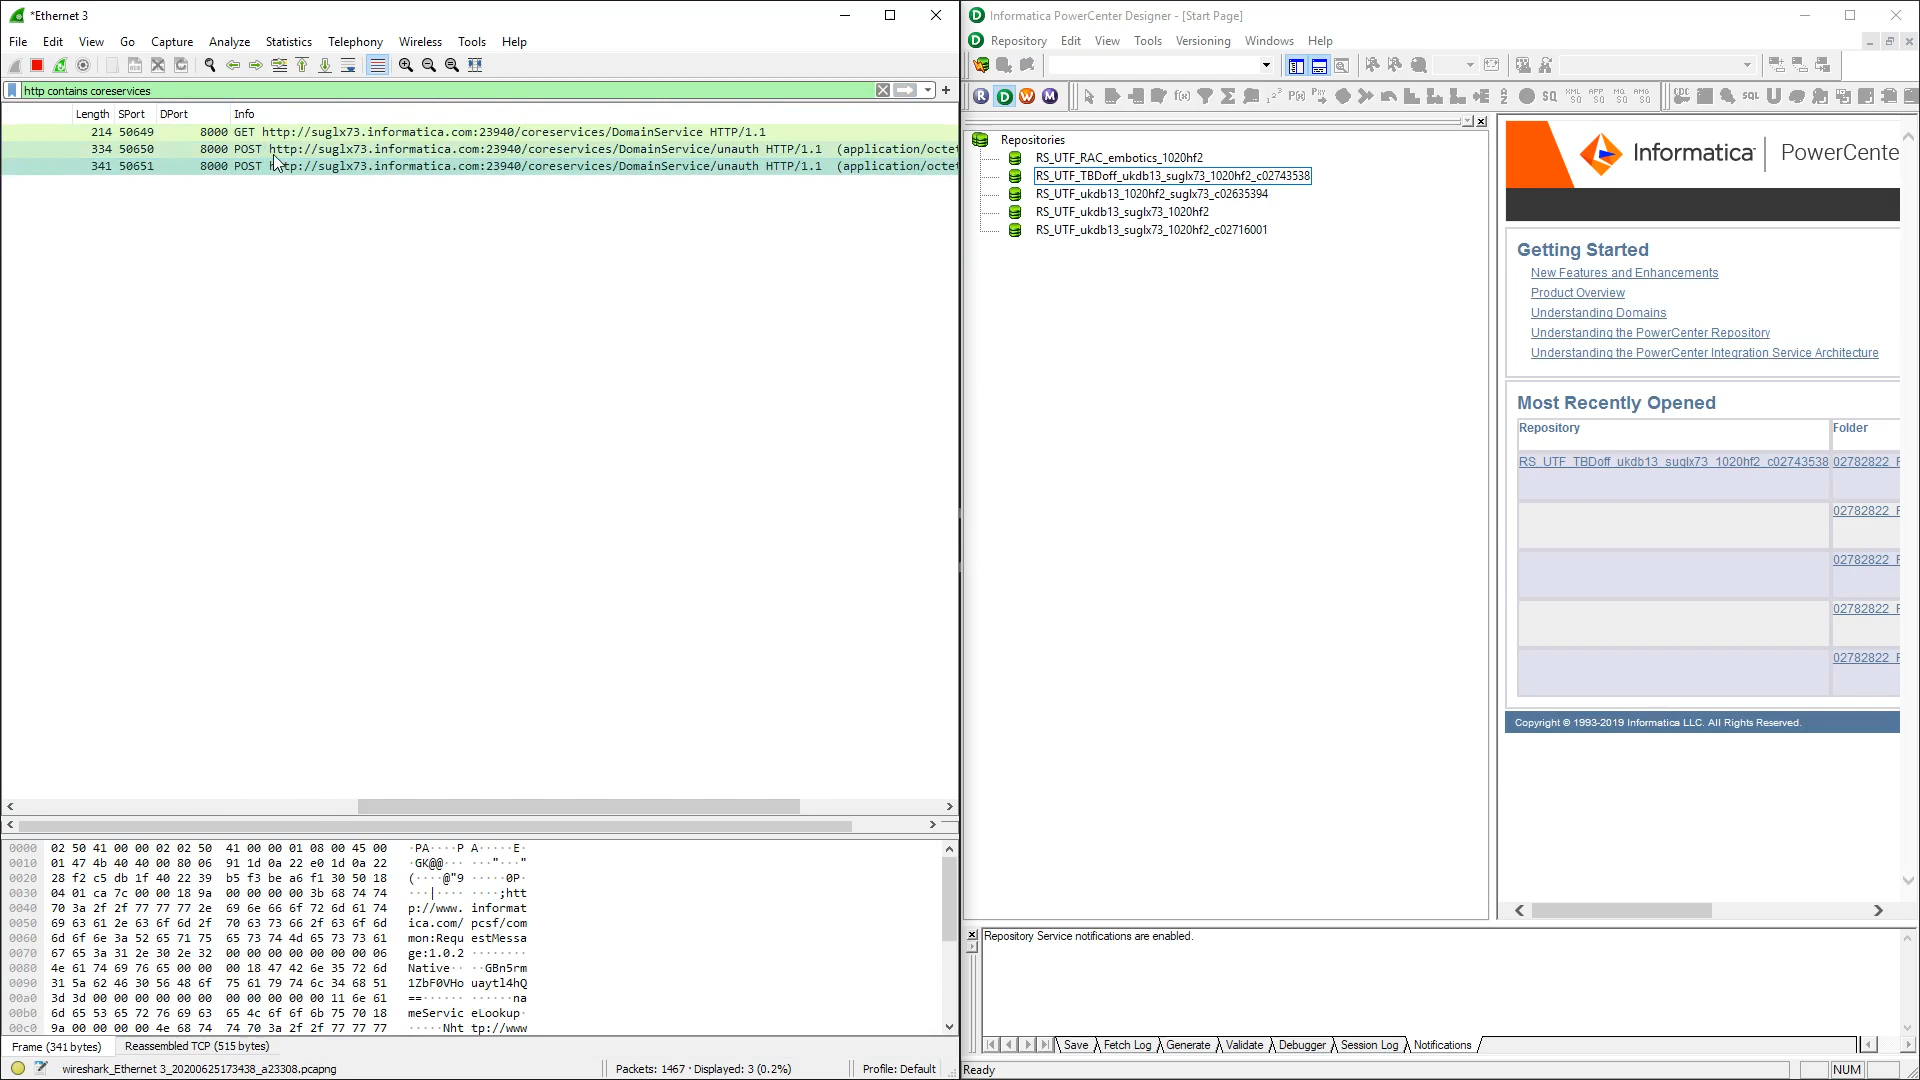 *Ethernet 3
File Edit View Go Capture Analyze Statistics Telephony Wireless Tools Help
http contains coreservices
Length SPort DPort Info
214 50649 8000 GET http://suglx73.informatica.com:23940/coreservices/DomainService HTTP/1.1
334 50650 8000 POST http://suglx73.informatica.com:23940/coreservices/DomainService/unauth HTTP/1.1 (application/octet
341 50651 8000 POST http://suglx73.informatica.com:23940/coreservices/DomainService/unauth HTTP/1.1 (application/octet
0000 02 50 41 00 00 02 02 50 41 00 00 01 08 00 45 00 ·PA····P A·····E·
0010 01 47 4b 40 40 00 80 06 91 1d 0a 22 e0 1d 0a 22 ·GK@@··· ···"···"
0020 28 f2 c5 db 1f 40 22 39 b5 f3 be a6 f1 30 50 18 (····@"9 ·····0P·
0030 04 01 ca 7c 00 00 18 9a 00 00 00 00 3b 68 74 74 ···|···· ····;htt
0040 70 3a 2f 2f 77 77 77 2e 69 6e 66 6f 72 6d 61 74 p://www. informat
0050 69 63 61 2e 63 6f 6d 2f 70 63 73 66 2f 63 6f 6d ica.com/ pcsf/com
0060 6d 6f 6e 3a 52 65 71 75 65 73 74 4d 65 73 73 61 mon:Requ estMessa
0070 67 65 3a 31 2e 30 2e 32 00 00 00 00 00 00 00 06 ge:1.0.2 ········
0080 4e 61 74 69 76 65 00 00 00 18 47 42 6e 35 72 6d Native·· ··GBn5rm
0090 31 5a 62 46 30 56 48 6f 75 61 79 74 6c 34 68 51 1ZbF0VHo uaytl4hQ
00a0 3d 3d 00 00 00 00 00 00 00 00 00 00 00 11 6e 61 ==······ ······na
00b0 6d 65 53 65 72 76 69 63 65 4c 6f 6f 6b 75 70 18 meServic eLookup·
00c0 9a 00 00 00 00 4e 68 74 74 70 3a 2f 2f 77 77 77 ·····Nht tp://www
Frame (341 bytes) Reassembled TCP (515 bytes)
wireshark_Ethernet 3_20200625173438_a23308.pcapng Packets: 1467 · Displayed: 3 (0.2%) Profile: Default
Informatica PowerCenter Designer - [Start Page]
Repository Edit View Tools Versioning Windows Help
Repositories
RS_UTF_RAC_embotics_1020hf2
RS_UTF_TBDoff_ukdb13_suglx73_1020hf2_c02743538
RS_UTF_ukdb13_1020hf2_suglx73_c02635394
RS_UTF_ukdb13_suglx73_1020hf2
RS_UTF_ukdb13_suglx73_1020hf2_c02716001
Informatica PowerCente
Getting Started
New Features and Enhancements
Product Overview
Understanding Domains
Understanding the PowerCenter Repository
Understanding the PowerCenter Integration Service Architecture
Most Recently Opened
Repository Folder
RS_UTF_TBDoff_ukdb13_suglx73_1020hf2_c02743538 02782822_F
02782822_F
02782822_F
02782822_F
02782822_F
Copyright © 1993-2019 Informatica LLC. All Rights Reserved.
Repository Service notifications are enabled.
Save Fetch Log Generate Validate Debugger Session Log Notifications
Ready NUM